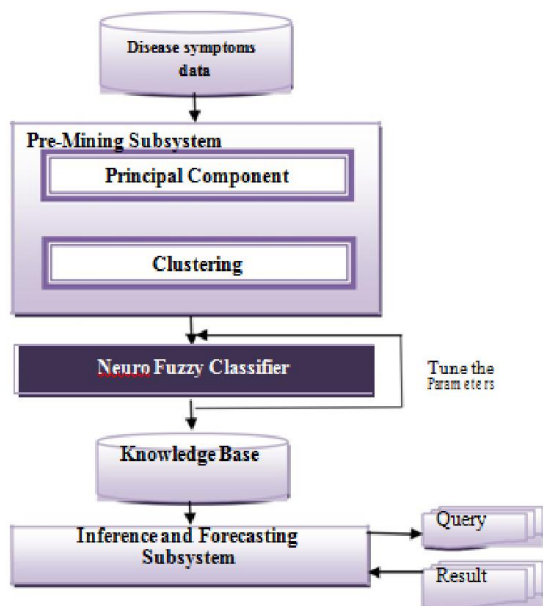 Disease symptoms
data
Pre-Mining Subsystem
Principal Component
Clustering
Neuro Fuzzy Classifier
Tune the
Parameters
Knowledge Base
Inference and Forecasting
Subsystem
Query
Result